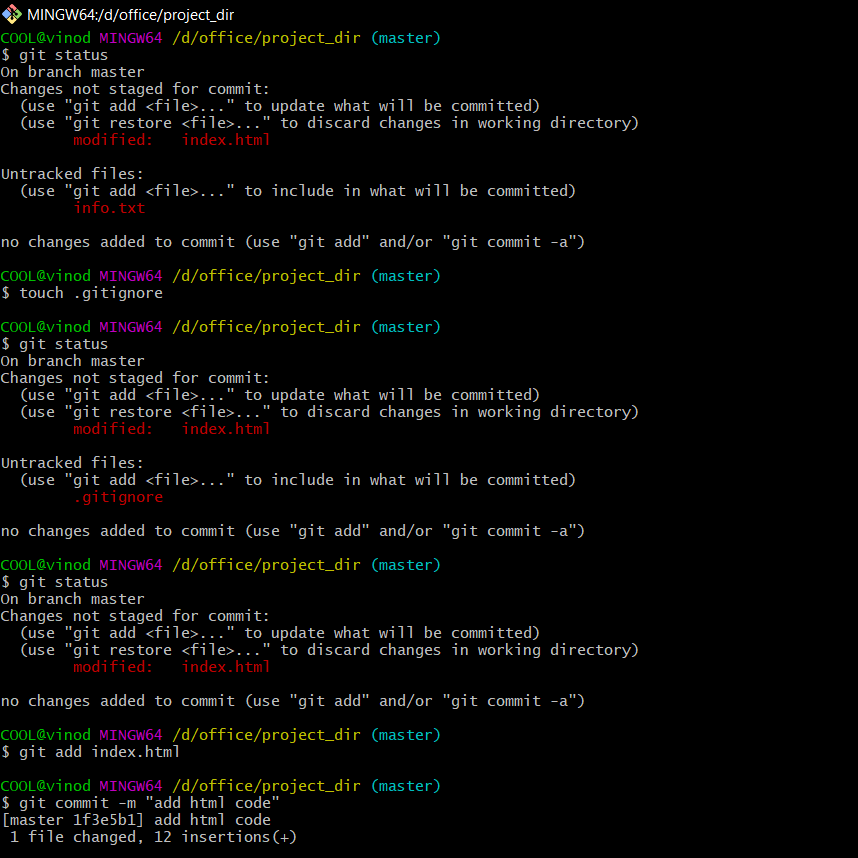 MINGW64:/d/office/project_dir
COOL@vinod MINGW64 /d/office/project_dir (master)
$ git status
On branch master
Changes not staged for commit:
  (use "git add <file>..." to update what will be committed)
  (use "git restore <file>..." to discard changes in working directory)
        modified:   index.html

Untracked files:
  (use "git add <file>..." to include in what will be committed)
        info.txt

no changes added to commit (use "git add" and/or "git commit -a")

COOL@vinod MINGW64 /d/office/project_dir (master)
$ touch .gitignore

COOL@vinod MINGW64 /d/office/project_dir (master)
$ git status
On branch master
Changes not staged for commit:
  (use "git add <file>..." to update what will be committed)
  (use "git restore <file>..." to discard changes in working directory)
        modified:   index.html

Untracked files:
  (use "git add <file>..." to include in what will be committed)
        .gitignore

no changes added to commit (use "git add" and/or "git commit -a")

COOL@vinod MINGW64 /d/office/project_dir (master)
$ git status
On branch master
Changes not staged for commit:
  (use "git add <file>..." to update what will be committed)
  (use "git restore <file>..." to discard changes in working directory)
        modified:   index.html

no changes added to commit (use "git add" and/or "git commit -a")

COOL@vinod MINGW64 /d/office/project_dir (master)
$ git add index.html

COOL@vinod MINGW64 /d/office/project_dir (master)
$ git commit -m "add html code"
[master 1f3e5b1] add html code
 1 file changed, 12 insertions(+)